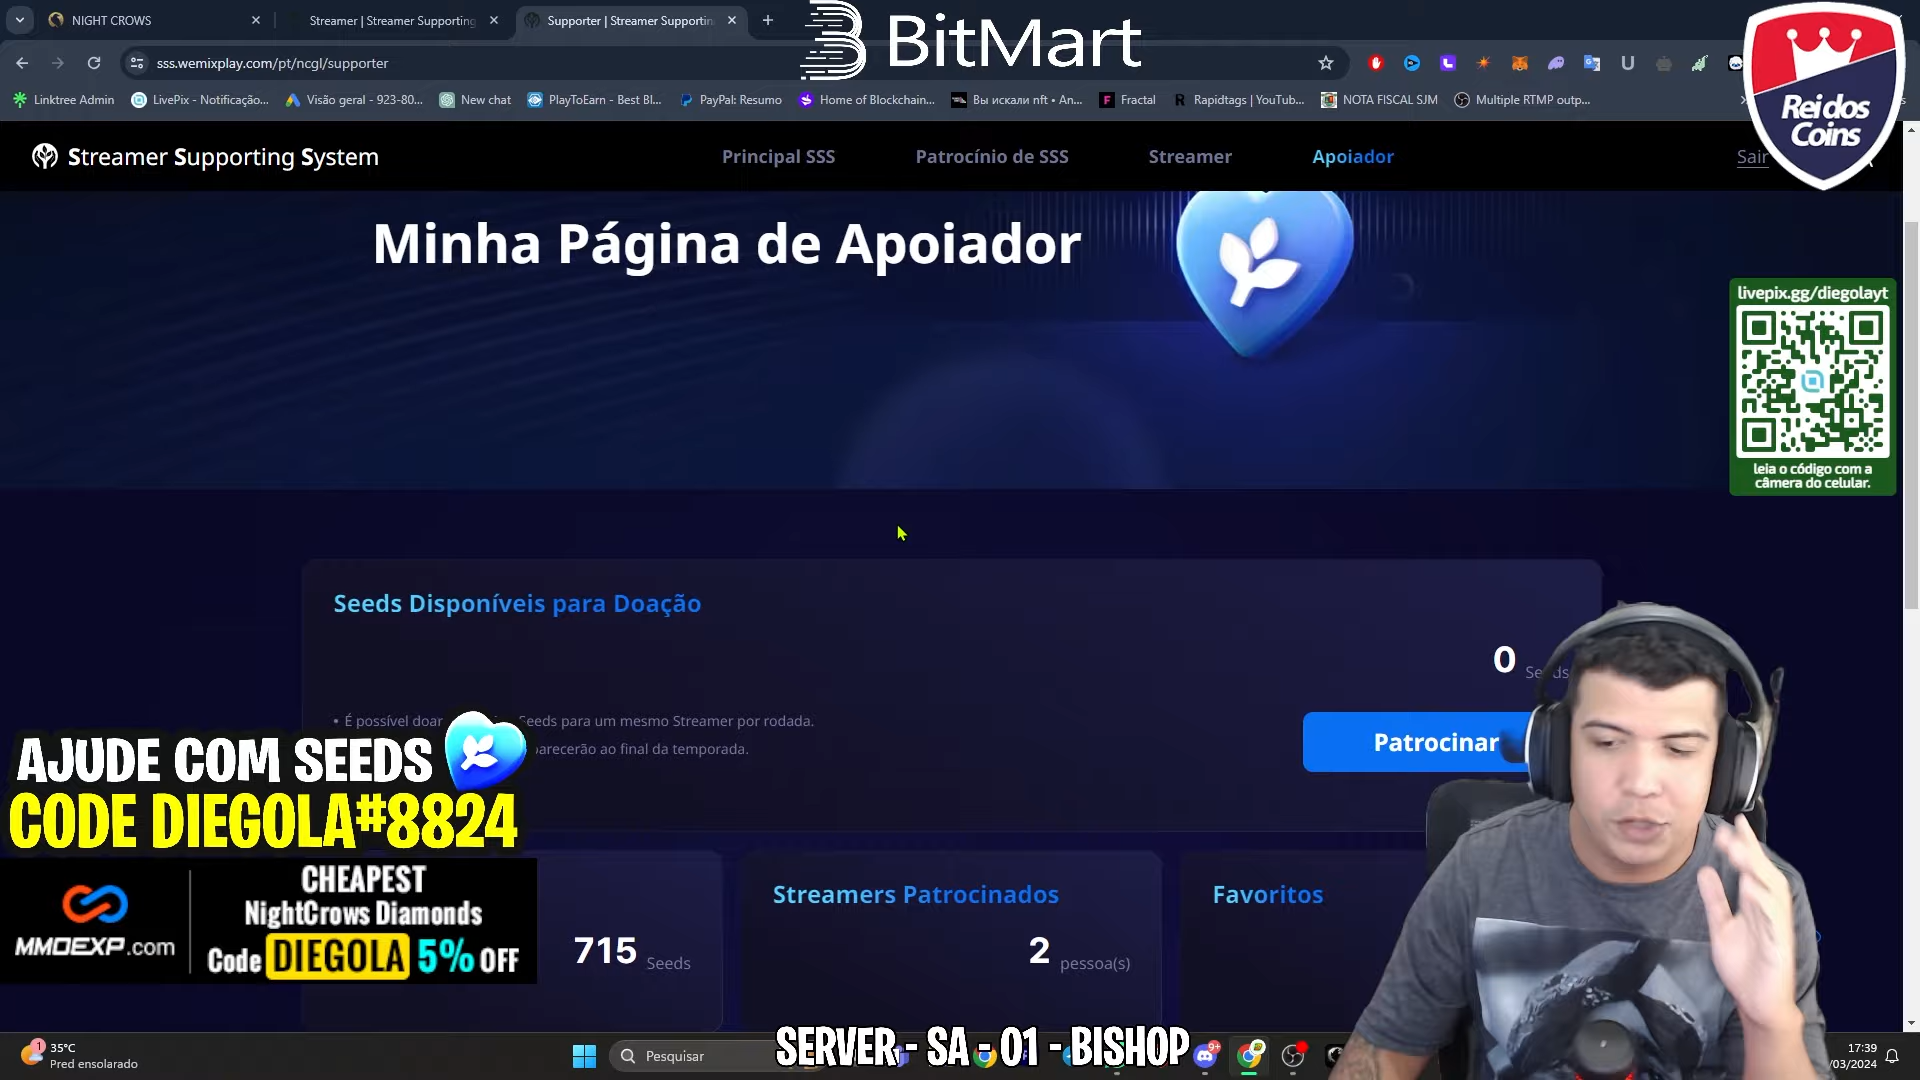 NIGHT CROWS
Streamer | Streamer Supporting
Supporter | Streamer Supportin
BitMart
sss.wemixplay.com/pt/ncgl/supporter
Linktree Admin
LivePix - Notificação...
Visão geral - 923-80...
New chat
PlayToEarn - Best Bl...
PayPal: Resumo
Home of Blockchain...
Вы искали nft • An...
Fractal
Rapidtags | YouTub...
NOTA FISCAL SJM
Multiple RTMP outp...
Rei dos
Coins
Streamer Supporting System
Principal SSS
Patrocínio de SSS
Streamer
Apoiador
Sair
Minha Página de Apoiador
livepix.gg/diegolayt
leia o código com a
câmera do celular.
Seeds Disponíveis para Doação
0 Seeds
• É possível doar Seeds para um mesmo Streamer por rodada.
parecerão ao final da temporada.
Patrocinar
AJUDE COM SEEDS
CODE DIEGOLA#8824
CHEAPEST
NightCrows Diamonds
Code DIEGOLA 5% OFF
MMOEXP.com
715 Seeds
Streamers Patrocinados
2 pessoa(s)
Favoritos
SERVER - SA - 01 - BISHOP
1
35°C
Pred ensolarado
Pesquisar
9+
17:39
/03/2024